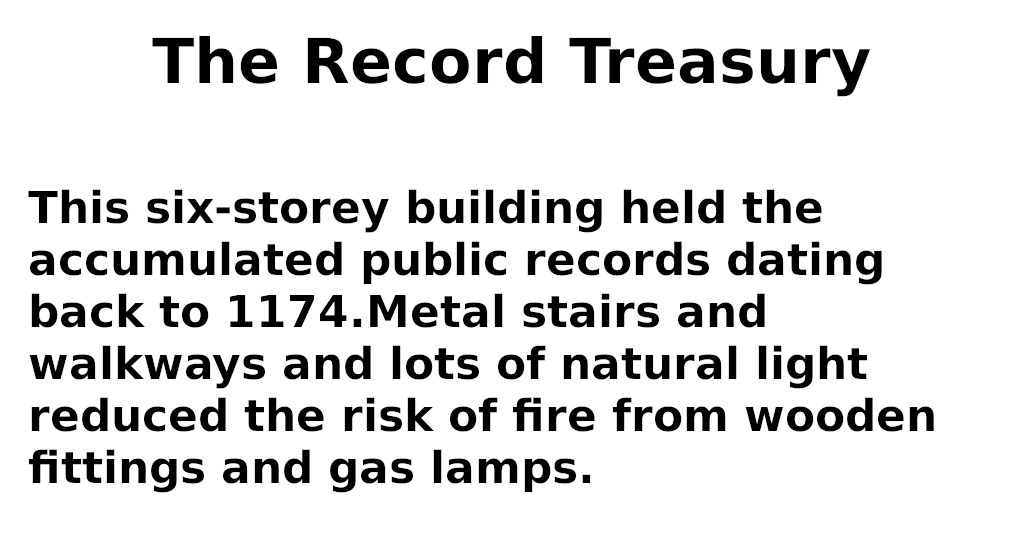 The Record Treasury
This six-storey building held the
accumulated public records dating
back to 1174.Metal stairs and
walkways and lots of natural light
reduced the risk of fire from wooden
fittings and gas lamps.